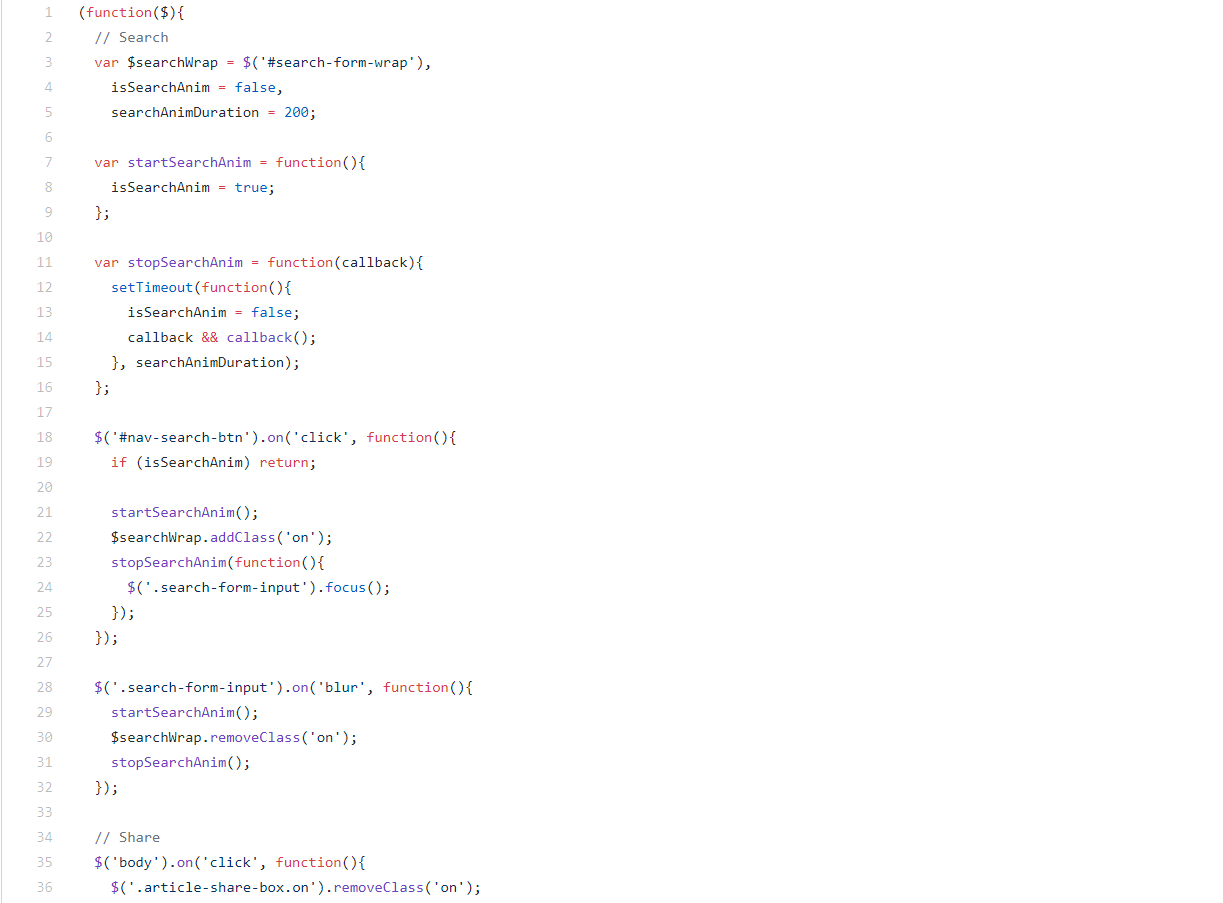 1 (function($){
2   // Search
3   var $searchWrap = $('#search-form-wrap'),
4     isSearchAnim = false,
5     searchAnimDuration = 200;
6
7   var startSearchAnim = function(){
8     isSearchAnim = true;
9   };
10
11   var stopSearchAnim = function(callback){
12     setTimeout(function(){
13       isSearchAnim = false;
14       callback && callback();
15     }, searchAnimDuration);
16   };
17
18   $('#nav-search-btn').on('click', function(){
19     if (isSearchAnim) return;
20
21     startSearchAnim();
22     $searchWrap.addClass('on');
23     stopSearchAnim(function(){
24       $('.search-form-input').focus();
25     });
26   });
27
28   $('.search-form-input').on('blur', function(){
29     startSearchAnim();
30     $searchWrap.removeClass('on');
31     stopSearchAnim();
32   });
33
34   // Share
35   $('body').on('click', function(){
36     $('.article-share-box.on').removeClass('on');